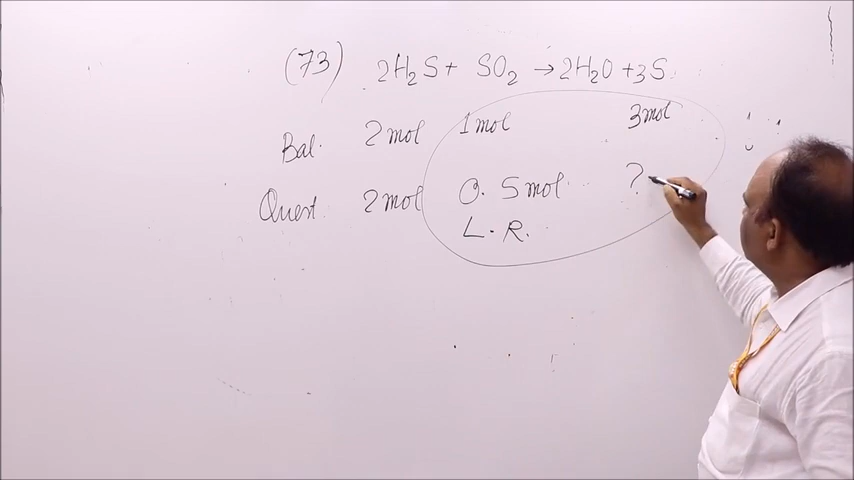 (73) 2H₂S + SO₂ → 2H₂O + 3S
Bal. 2 mol 1 mol 3 mol
Quest. 2 mol 0.5 mol ?
L.R.